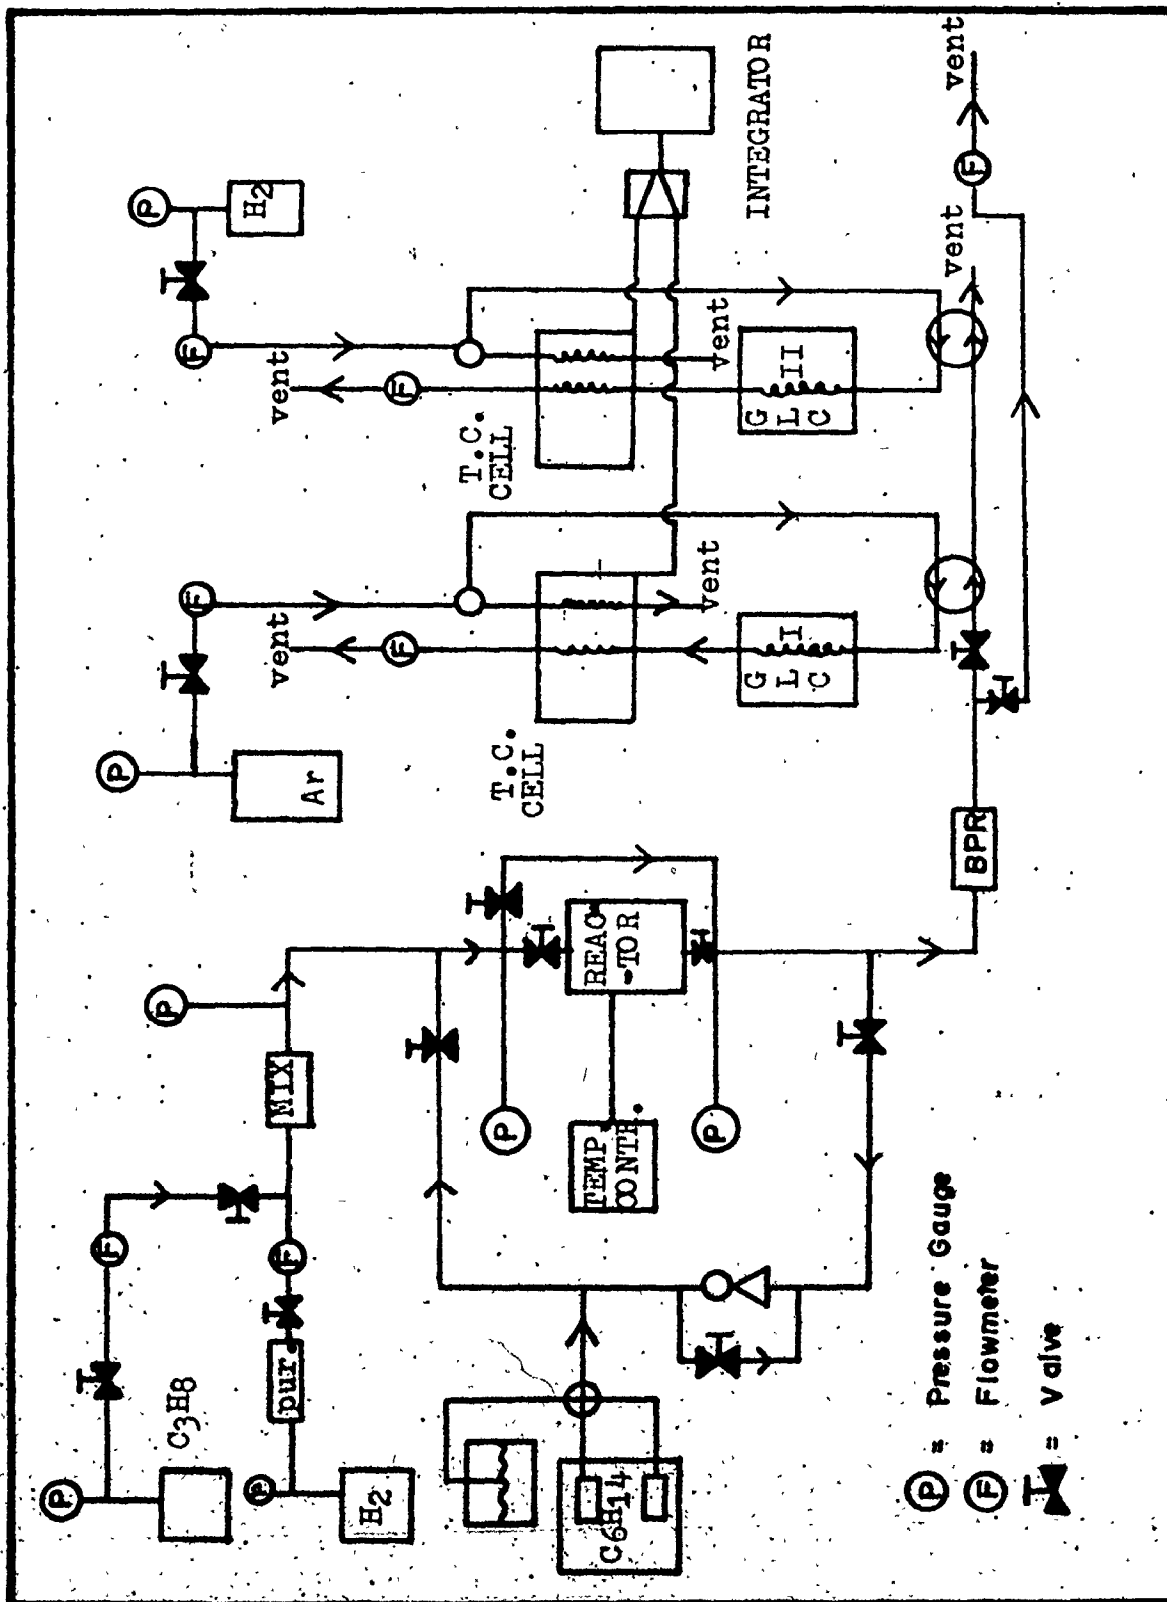 P
C3H8
F
P
H2
pur
F
MIX
P
C6H14
P
TEMP
CONTR.
P
REAC
-TOR
BPR
P
Ar
F
vent
F
T.C.
CELL
vent
G
L I
C
P
H2
F
vent
F
T.C.
CELL
vent
G
L II
C
INTEGRATOR
vent
F
vent
P = Pressure Gauge
F = Flowmeter
= Valve